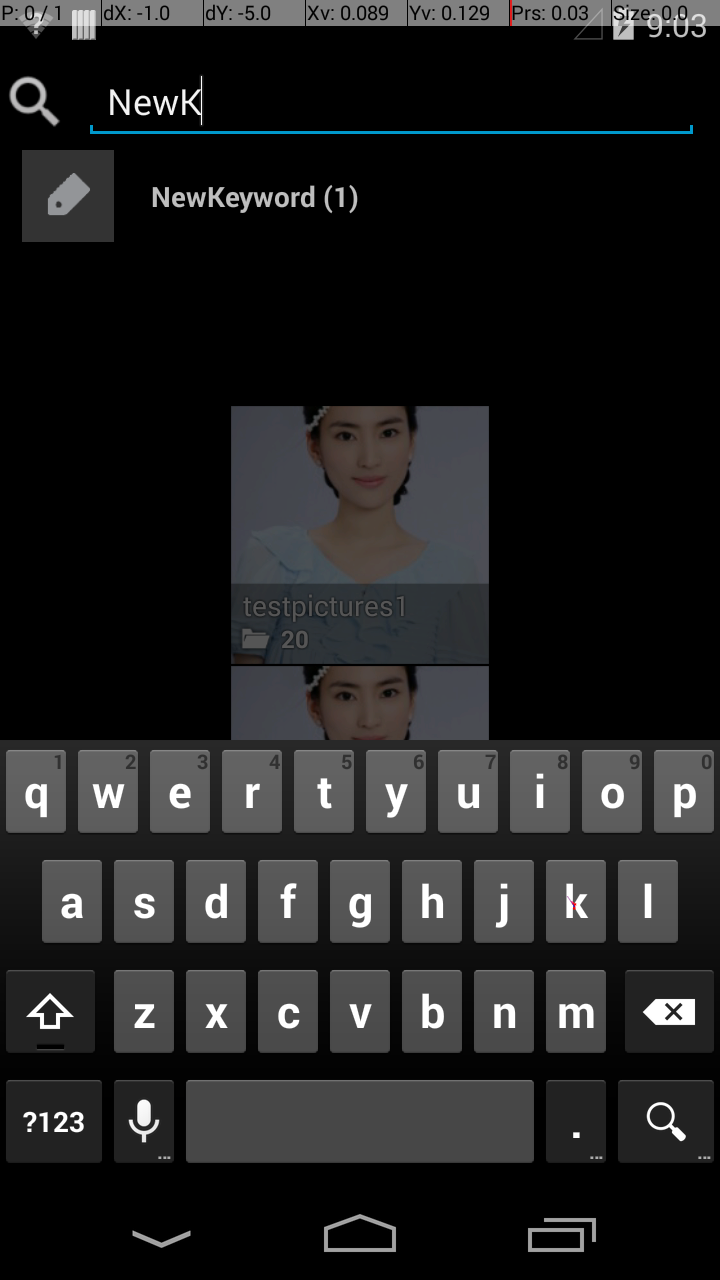 P: 0 / 1 dX: -1.0 dY: -5.0 Xv: 0.089 Yv: 0.129 Prs: 0.03 Size: 0.0
9:03
NewK
NewKeyword (1)
testpictures1
20
1 2 3 4 5 6 7 8 9 0
q w e r t y u i o p
a s d f g h j k l
z x c v b n m
?123 .